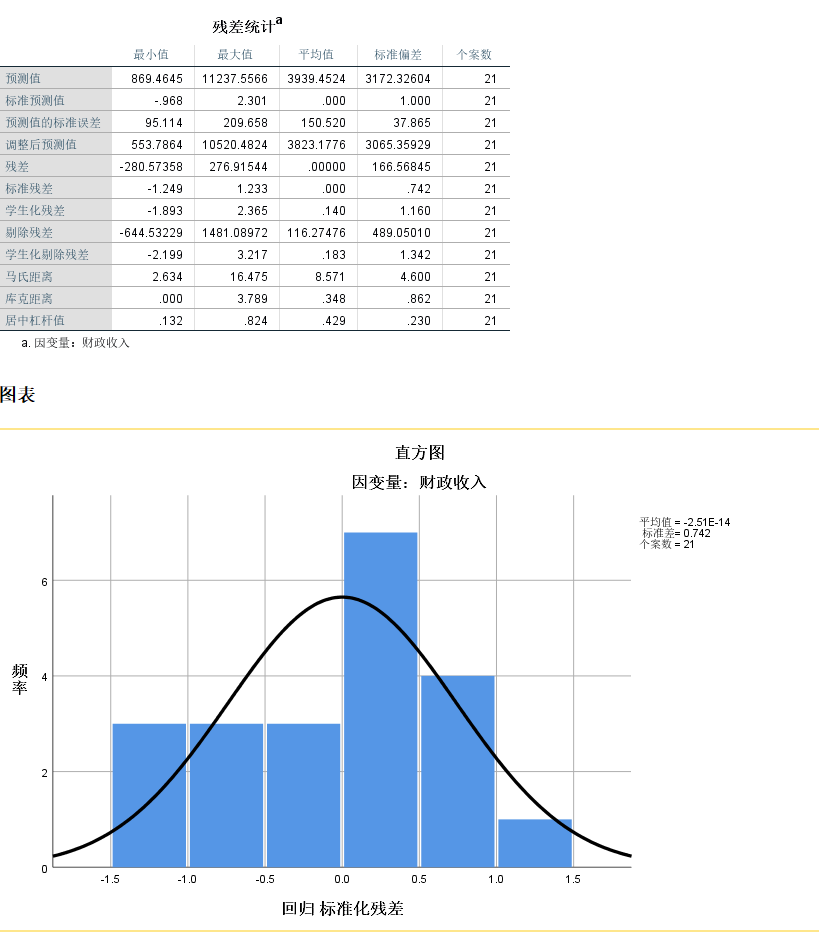 残差统计a
最小值 最大值 平均值 标准偏差 个案数
预测值 869.4645 11237.5566 3939.4524 3172.32604 21
标准预测值 -.968 2.301 .000 1.000 21
预测值的标准误差 95.114 209.658 150.520 37.865 21
调整后预测值 553.7864 10520.4824 3823.1776 3065.35929 21
残差 -280.57358 276.91544 .00000 166.56845 21
标准残差 -1.249 1.233 .000 .742 21
学生化残差 -1.893 2.365 .140 1.160 21
剔除残差 -644.53229 1481.08972 116.27476 489.05010 21
学生化剔除残差 -2.199 3.217 .183 1.342 21
马氏距离 2.634 16.475 8.571 4.600 21
库克距离 .000 3.789 .348 .862 21
居中杠杆值 .132 .824 .429 .230 21
a. 因变量：财政收入
图表
直方图
因变量：财政收入
平均值 = -2.51E-14
标准差= 0.742
个案数 = 21
频率
6
4
2
0
-1.5 -1.0 -0.5 0.0 0.5 1.0 1.5
回归 标准化残差